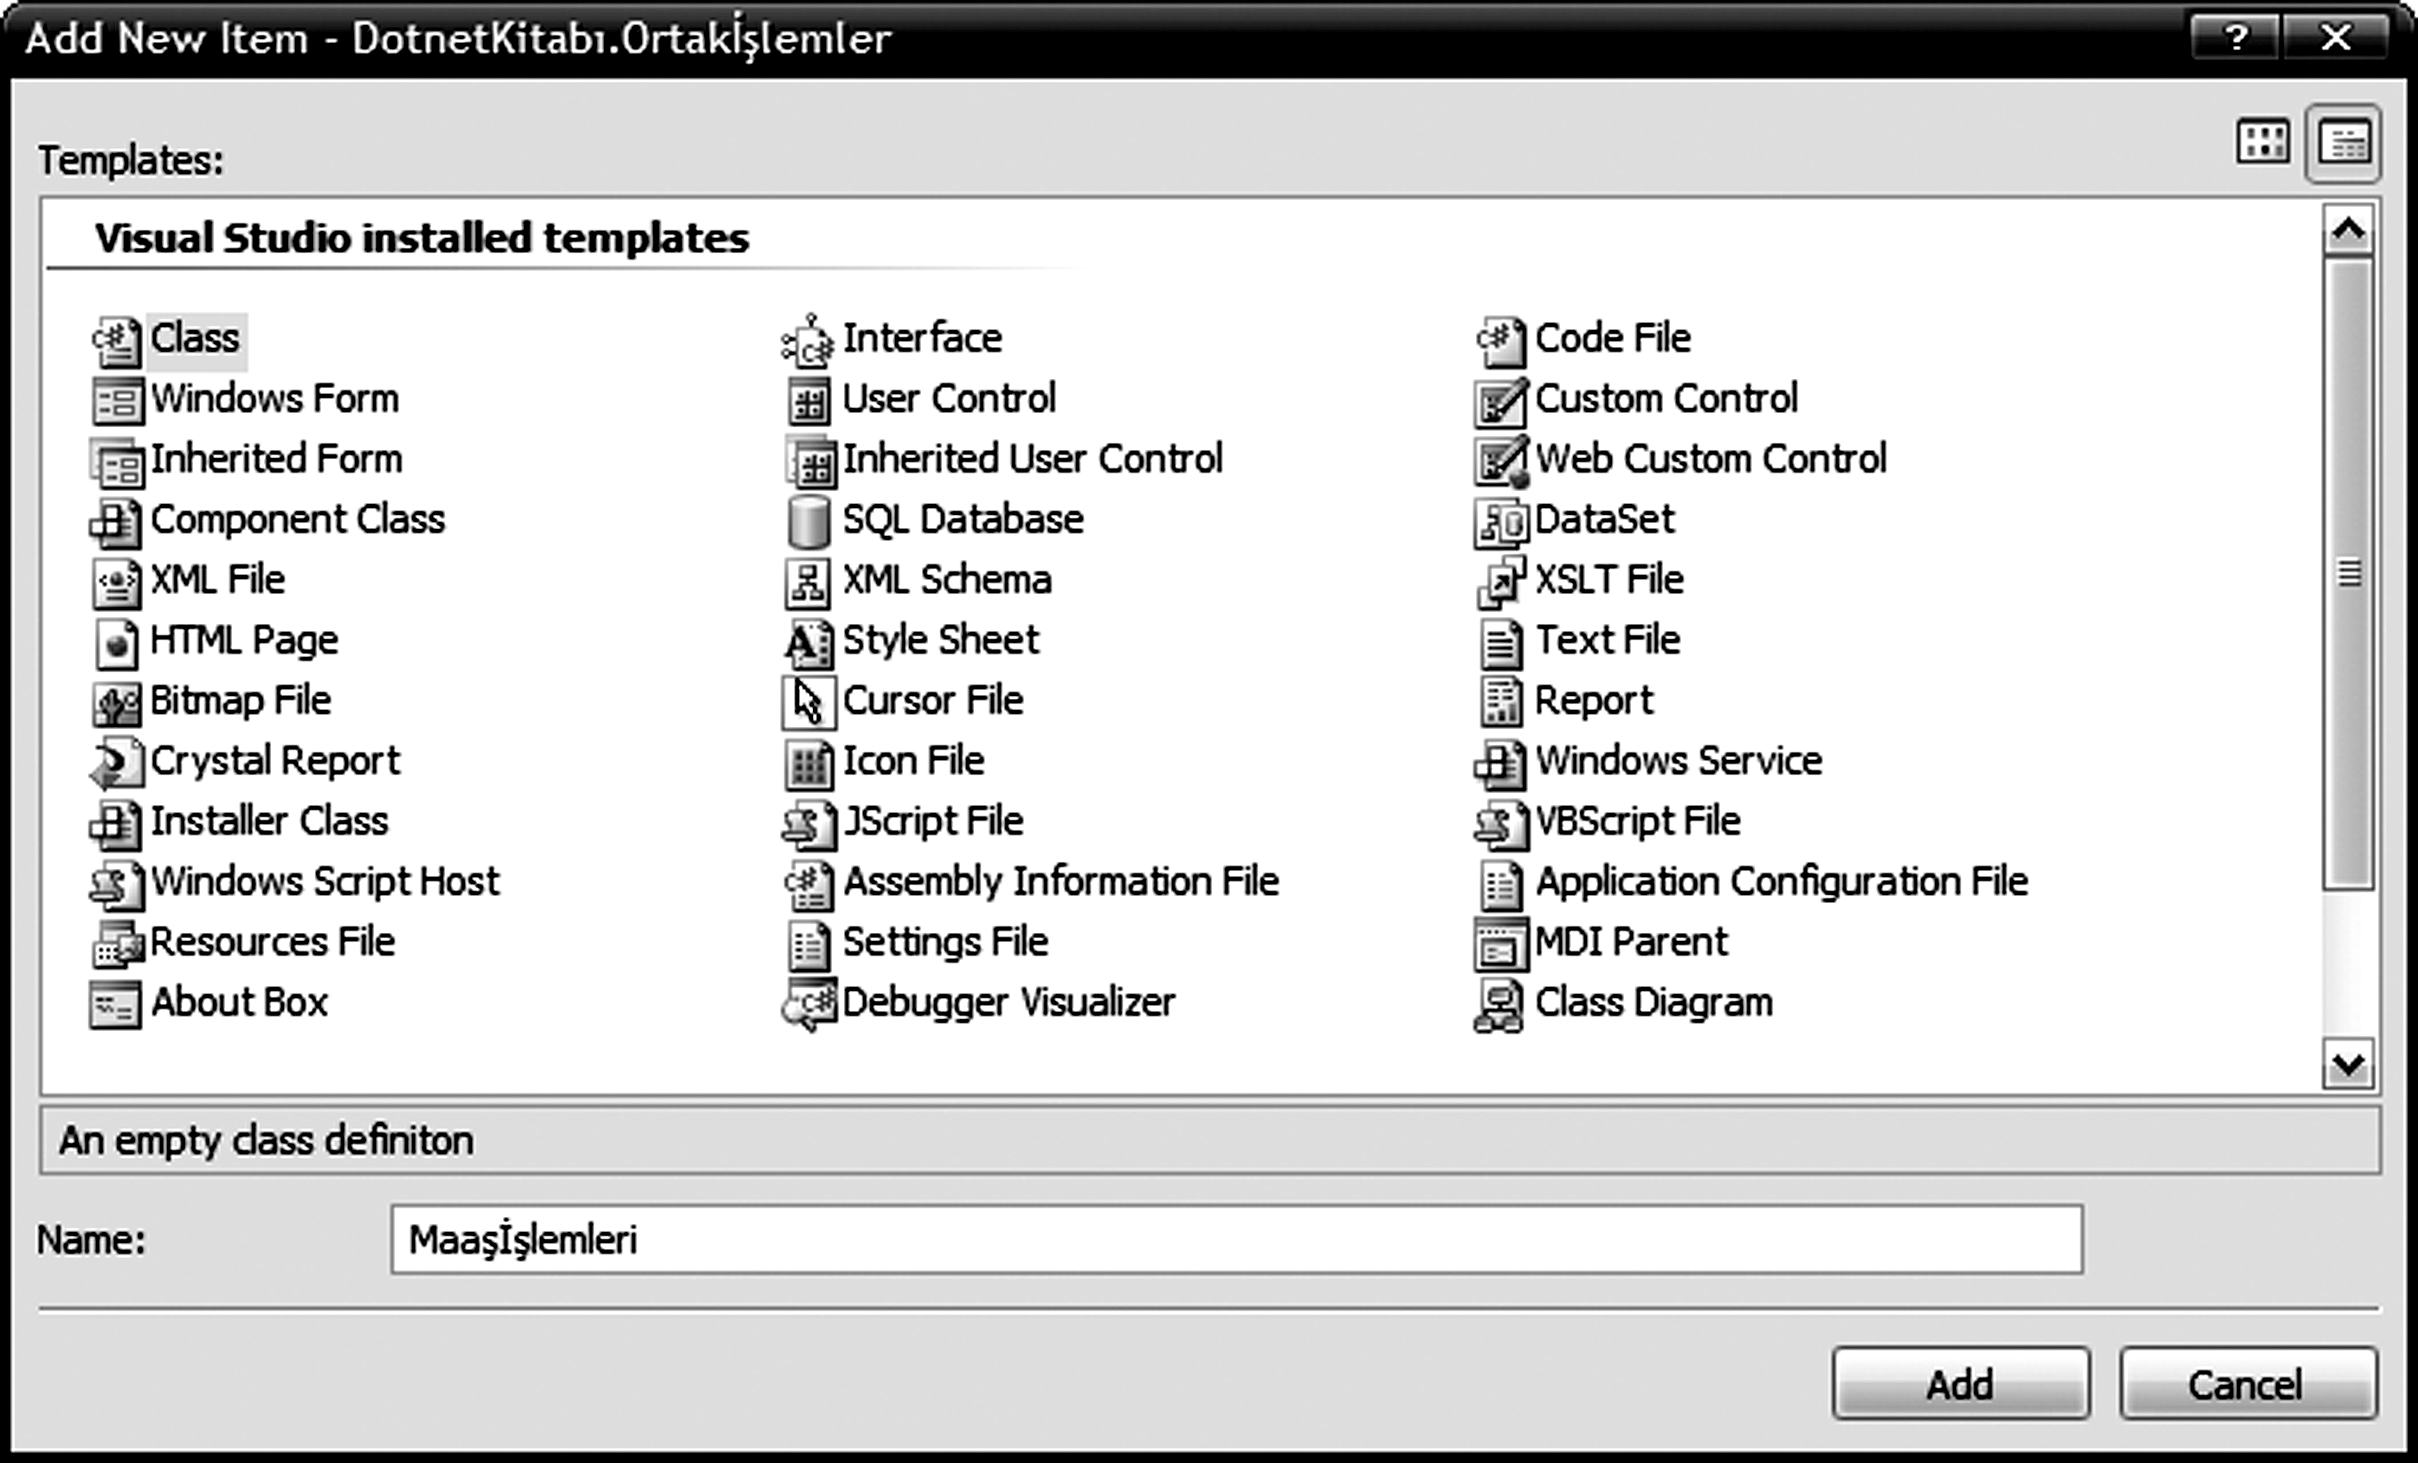 Add New Item - DotnetKitabı.Ortakİşlemler
Templates:
Visual Studio installed templates
Class Interface Code File
Windows Form User Control Custom Control
Inherited Form Inherited User Control Web Custom Control
Component Class SQL Database DataSet
XML File XML Schema XSLT File
HTML Page Style Sheet Text File
Bitmap File Cursor File Report
Crystal Report Icon File Windows Service
Installer Class JScript File VBScript File
Windows Script Host Assembly Information File Application Configuration File
Resources File Settings File MDI Parent
About Box Debugger Visualizer Class Diagram
An empty class definiton
Name: Maaşİşlemleri
Add Cancel